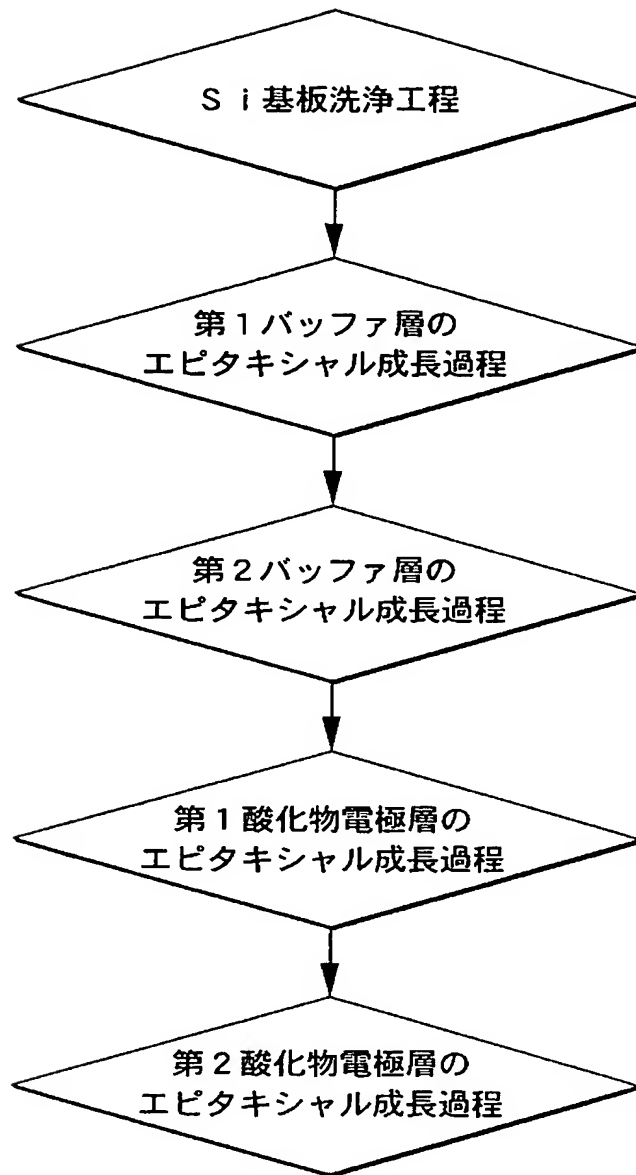 Ｓｉ基板洗浄工程
第１バッファ層の
エピタキシャル成長過程
第２バッファ層の
エピタキシャル成長過程
第１酸化物電極層の
エピタキシャル成長過程
第２酸化物電極層の
エピタキシャル成長過程